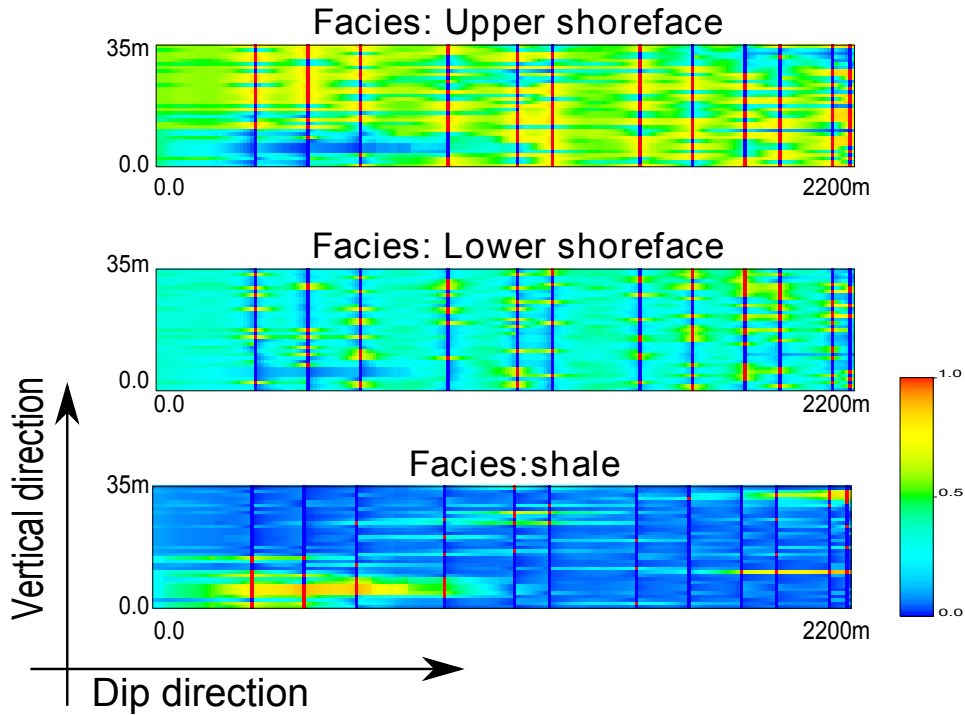 Facies: Upper shoreface
35m
0.0
0.0 2200m
Facies: Lower shoreface
35m
0.0
0.0 2200m
Facies:shale
35m
0.0
0.0 2200m
1.0
0.5
0.0
Vertical direction
Dip direction